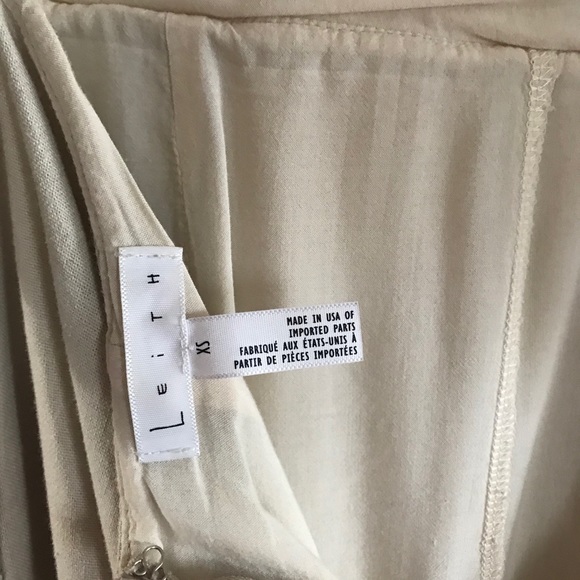 LEiTH
XS
MADE IN USA OF
IMPORTED PARTS
FABRIQUÉ AUX ÉTATS-UNIS À
PARTIR DE PIÈCES IMPORTÉES